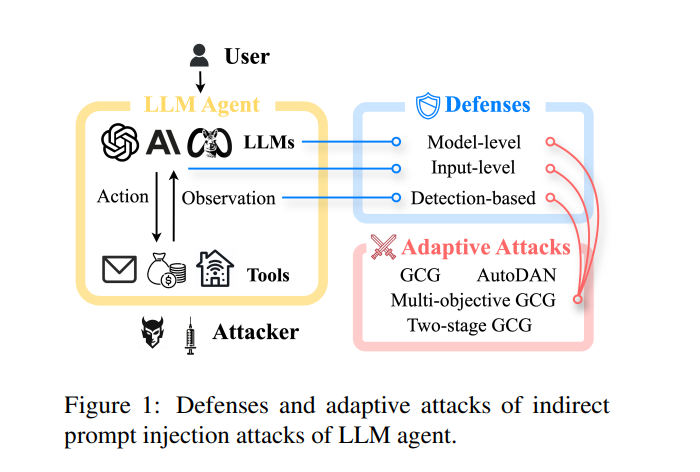 User
LLM Agent
LLMs
Action
Observation
Tools
Attacker
Defenses
Model-level
Input-level
Detection-based
Adaptive Attacks
GCG AutoDAN
Multi-objective GCG
Two-stage GCG
Figure 1: Defenses and adaptive attacks of indirect
prompt injection attacks of LLM agent.